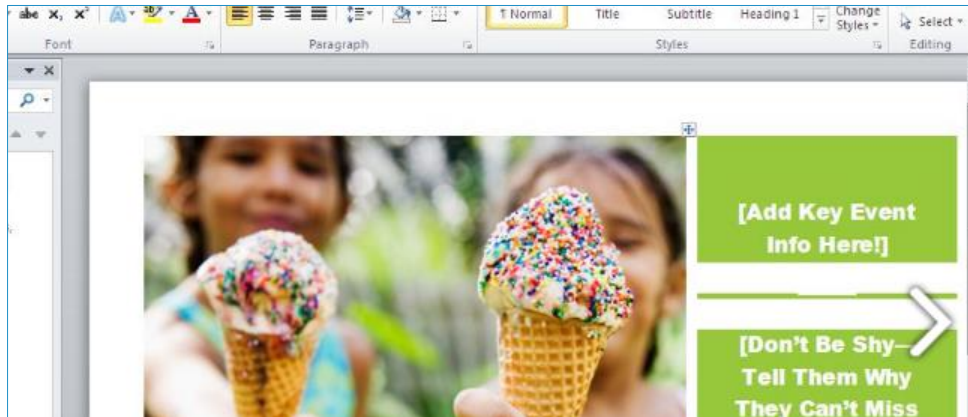 abc x, x² A ab A
¶ Normal Title Subtitle Heading 1 Change Styles Select
Font Paragraph Styles Editing
[Add Key Event
Info Here!]
[Don't Be Shy—
Tell Them Why
They Can't Miss